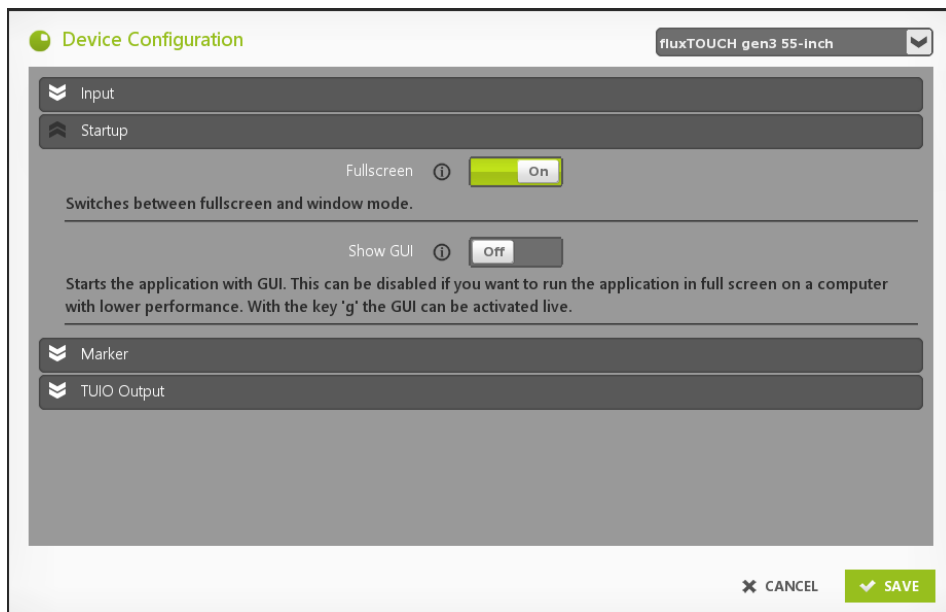 Device Configuration
fluxTOUCH gen3 55-inch
Input
Startup
Fullscreen
On
Switches between fullscreen and window mode.
Show GUI
Off
Starts the application with GUI. This can be disabled if you want to run the application in full screen on a computer
with lower performance. With the key 'g' the GUI can be activated live.
Marker
TUIO Output
CANCEL
SAVE